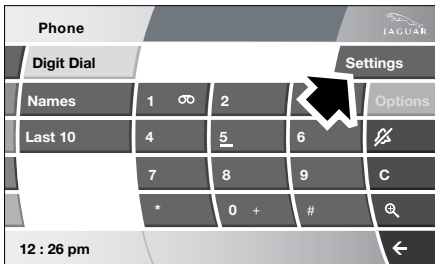 Phone
JAGUAR
Digit Dial
Settings
Names
1
2
Options
Last 10
4
5
6
7
8
9
C
*
0 +
#
12 : 26 pm